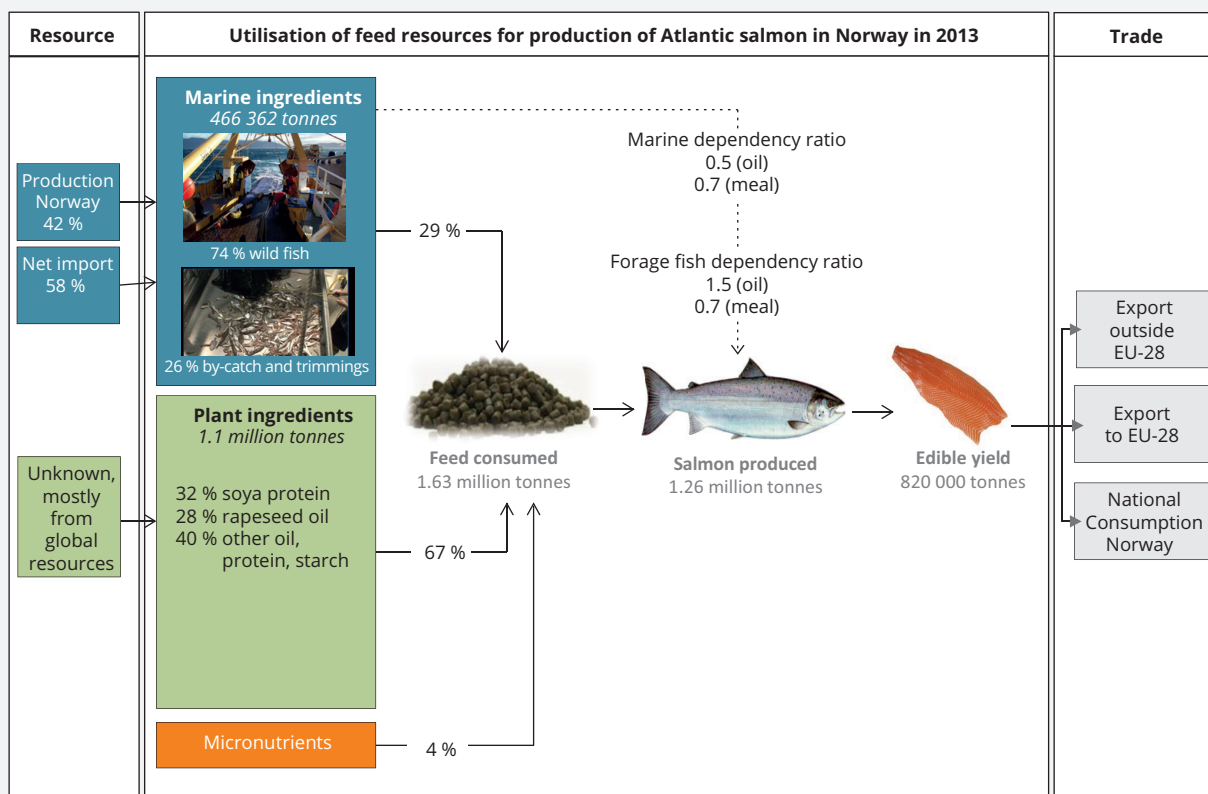 Resource
Utilisation of feed resources for production of Atlantic salmon in Norway in 2013
Trade
Production
Norway
42 %
Net import
58 %
Unknown,
mostly
from
global
resources
Marine ingredients
466 362 tonnes
74 % wild fish
26 % by-catch and trimmings
Plant ingredients
1.1 million tonnes
32 % soya protein
28 % rapeseed oil
40 % other oil,
protein, starch
Micronutrients
29 %
67 %
4 %
Marine dependency ratio
0.5 (oil)
0.7 (meal)
Forage fish dependency ratio
1.5 (oil)
0.7 (meal)
Feed consumed
1.63 million tonnes
Salmon produced
1.26 million tonnes
Edible yield
820 000 tonnes
Export
outside
EU-28
Export
to EU-28
National
Consumption
Norway